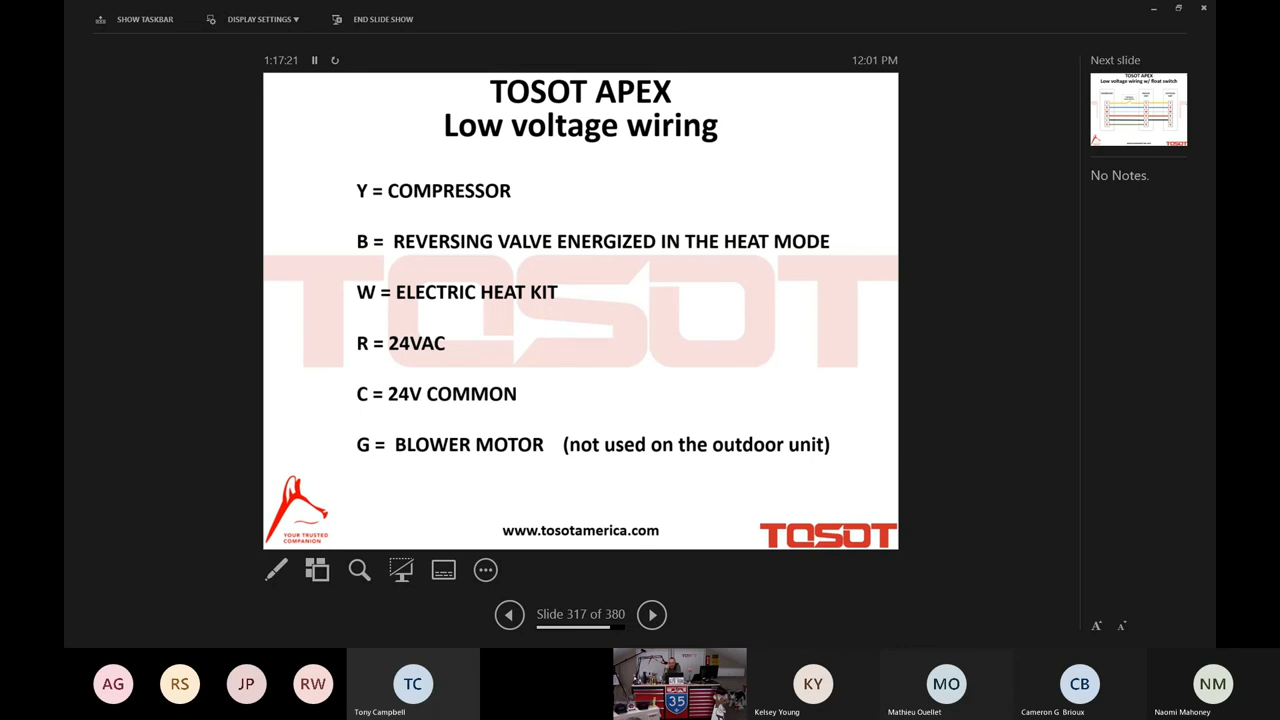 SHOW TASKBAR
DISPLAY SETTINGS ▾
END SLIDE SHOW
1:17:21
12:01 PM
TOSOT APEX
Low voltage wiring
Y = COMPRESSOR
B = REVERSING VALVE ENERGIZED IN THE HEAT MODE
W = ELECTRIC HEAT KIT
R = 24VAC
C = 24V COMMON
G = BLOWER MOTOR (not used on the outdoor unit)
TOSOT
YOUR TRUSTED
COMPANION
www.tosotamerica.com
TOSOT
Next slide
TOSOT APEX
Low voltage wiring w/ float switch
TOSOT
No Notes.
Slide 317 of 380
A
A
AG
RS
JP
RW
TC
Tony Campbell
35
KY
Kelsey Young
MO
Mathieu Ouellet
CB
Cameron G Brioux
NM
Naomi Mahoney